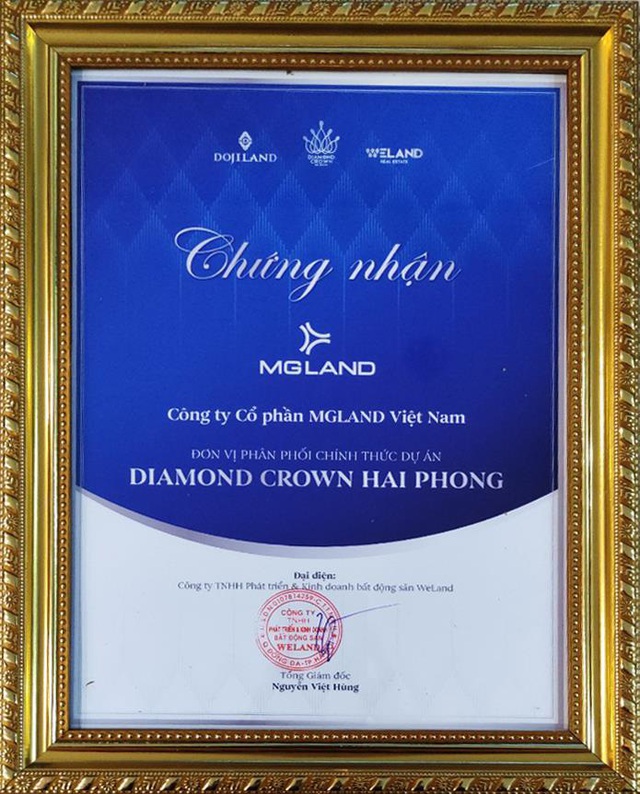 DOJILAND
DIAMOND
CROWN
WELAND
REAL ESTATE
Chứng nhận
MGLAND
Công ty Cổ phần MGLAND Việt Nam
ĐƠN VỊ PHÂN PHỐI CHÍNH THỨC DỰ ÁN
DIAMOND CROWN HAI PHONG
Đại diện:
Công ty TNHH Phát triển & Kinh doanh bất động sản WeLand
CÔNG TY
TNHH
PHÁT TRIỂN & KINH DOANH
BẤT ĐỘNG SẢN
WELAND
Q.ĐỐNG ĐA-TP
Tổng Giám đốc
Nguyễn Việt Hùng